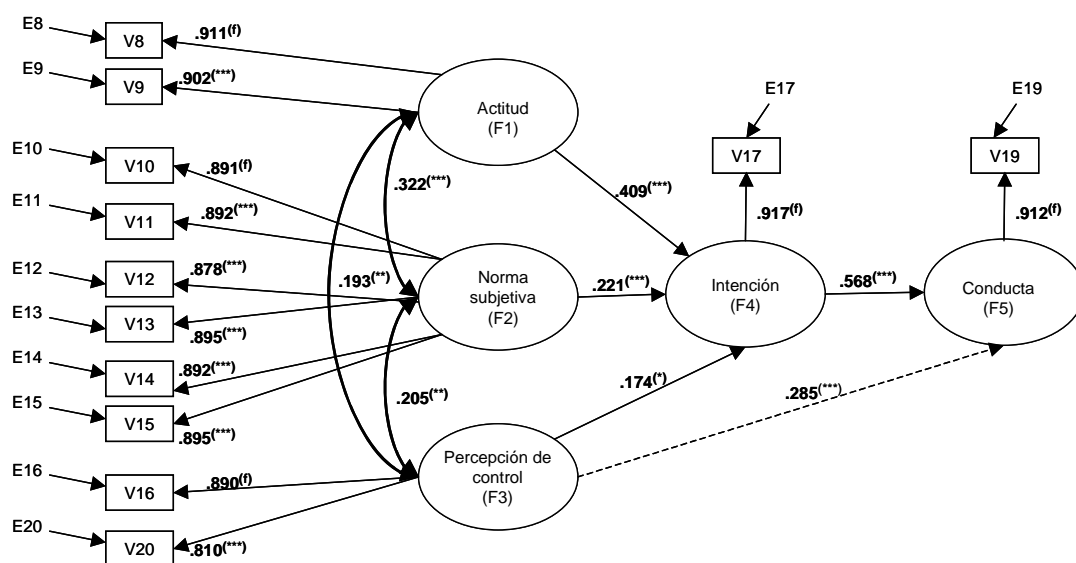 E8
V8
.911(f)
E9
V9
.902(***)
Actitud
(F1)
E17
E19
V17
V19
E10
V10
.891(f)
.322(***)
.409(***)
.917(f)
.912(f)
E11
V11
.892(***)
E12
V12
.878(***)
.193(**)
Norma
subjetiva
(F2)
.221(***)
Intención
(F4)
.568(***)
Conducta
(F5)
E13
V13
.895(***)
E14
V14
.892(***)
E15
V15
.895(***)
.205(**)
.174(*)
.285(***)
Percepción de
control
(F3)
E16
V16
.890(f)
E20
V20
.810(***)